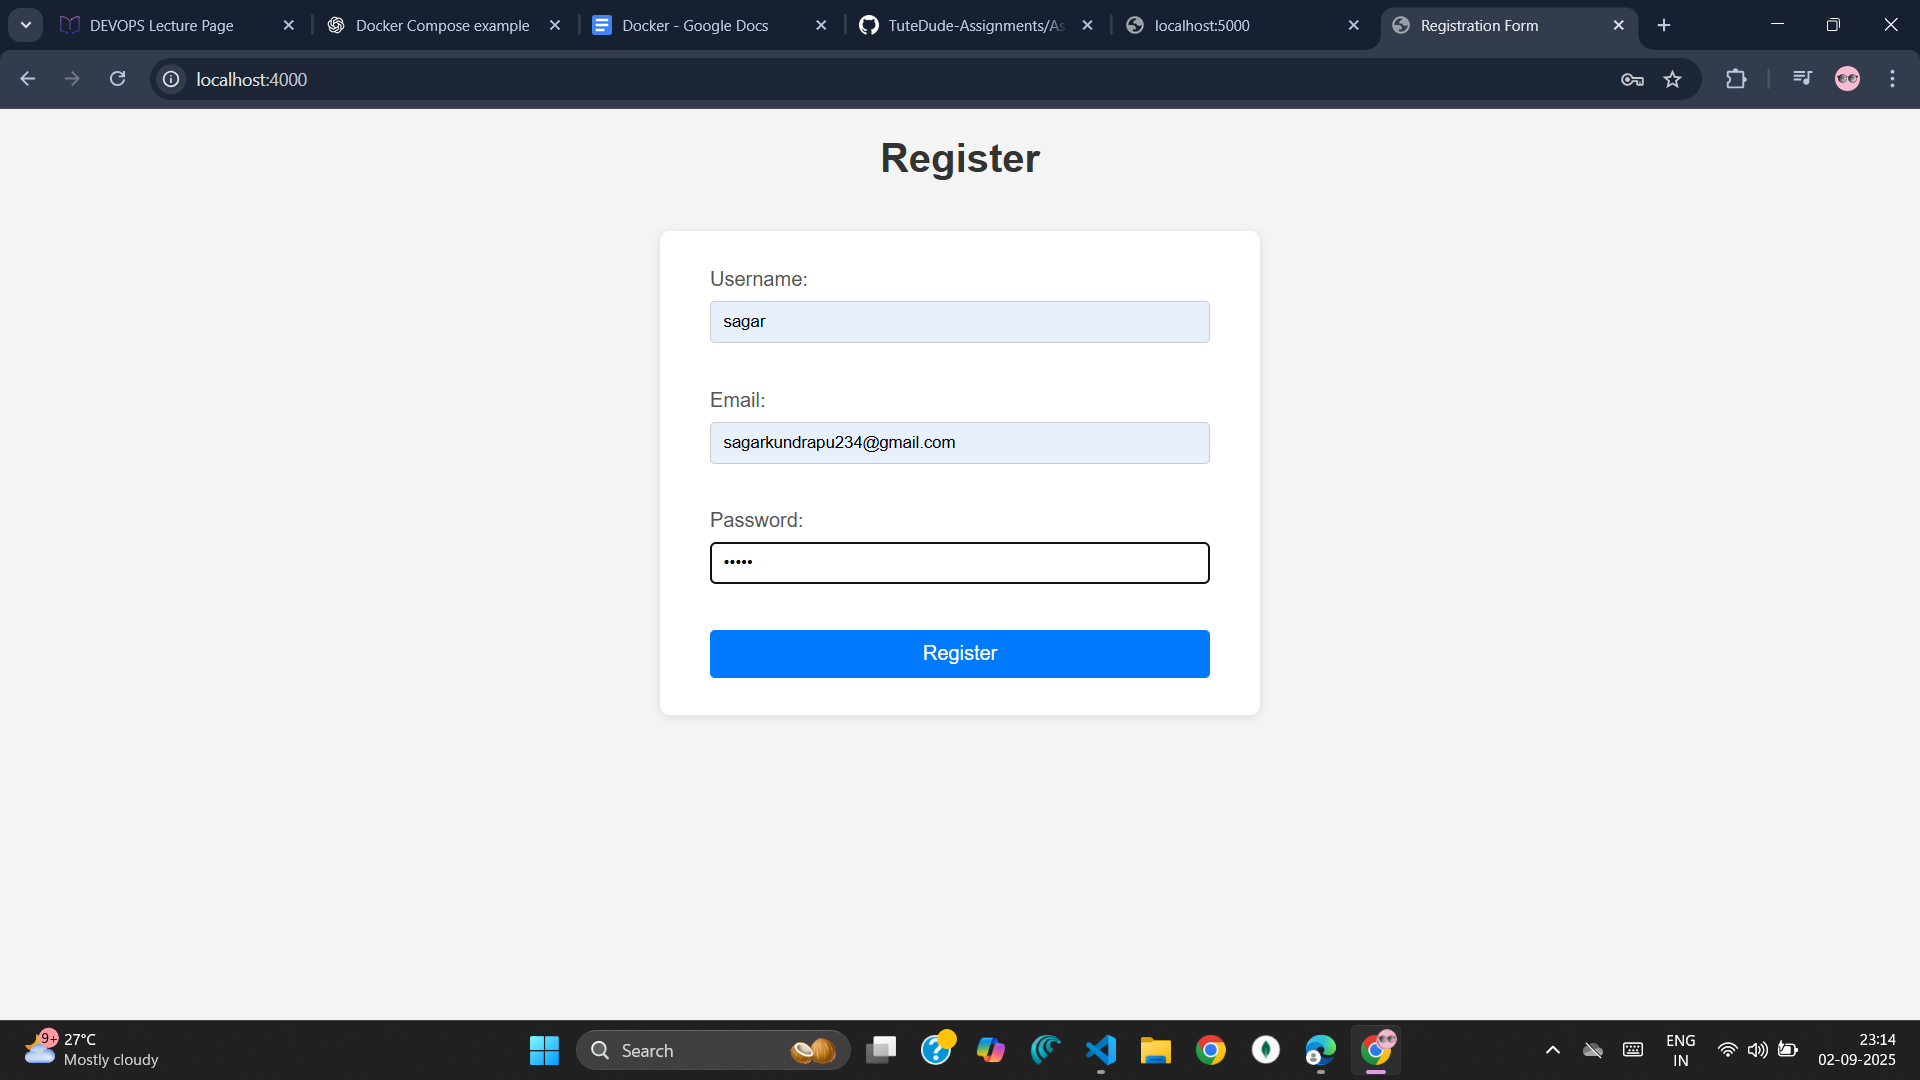 DEVOPS Lecture Page
Docker Compose example
Docker - Google Docs
TuteDude-Assignments/As
localhost:5000
Registration Form
localhost:4000
Register
Username:
sagar
Email:
sagarkundrapu234@gmail.com
Password:
•••••
Register
9+
27°C
Mostly cloudy
Search
ENG
IN
23:14
02-09-2025